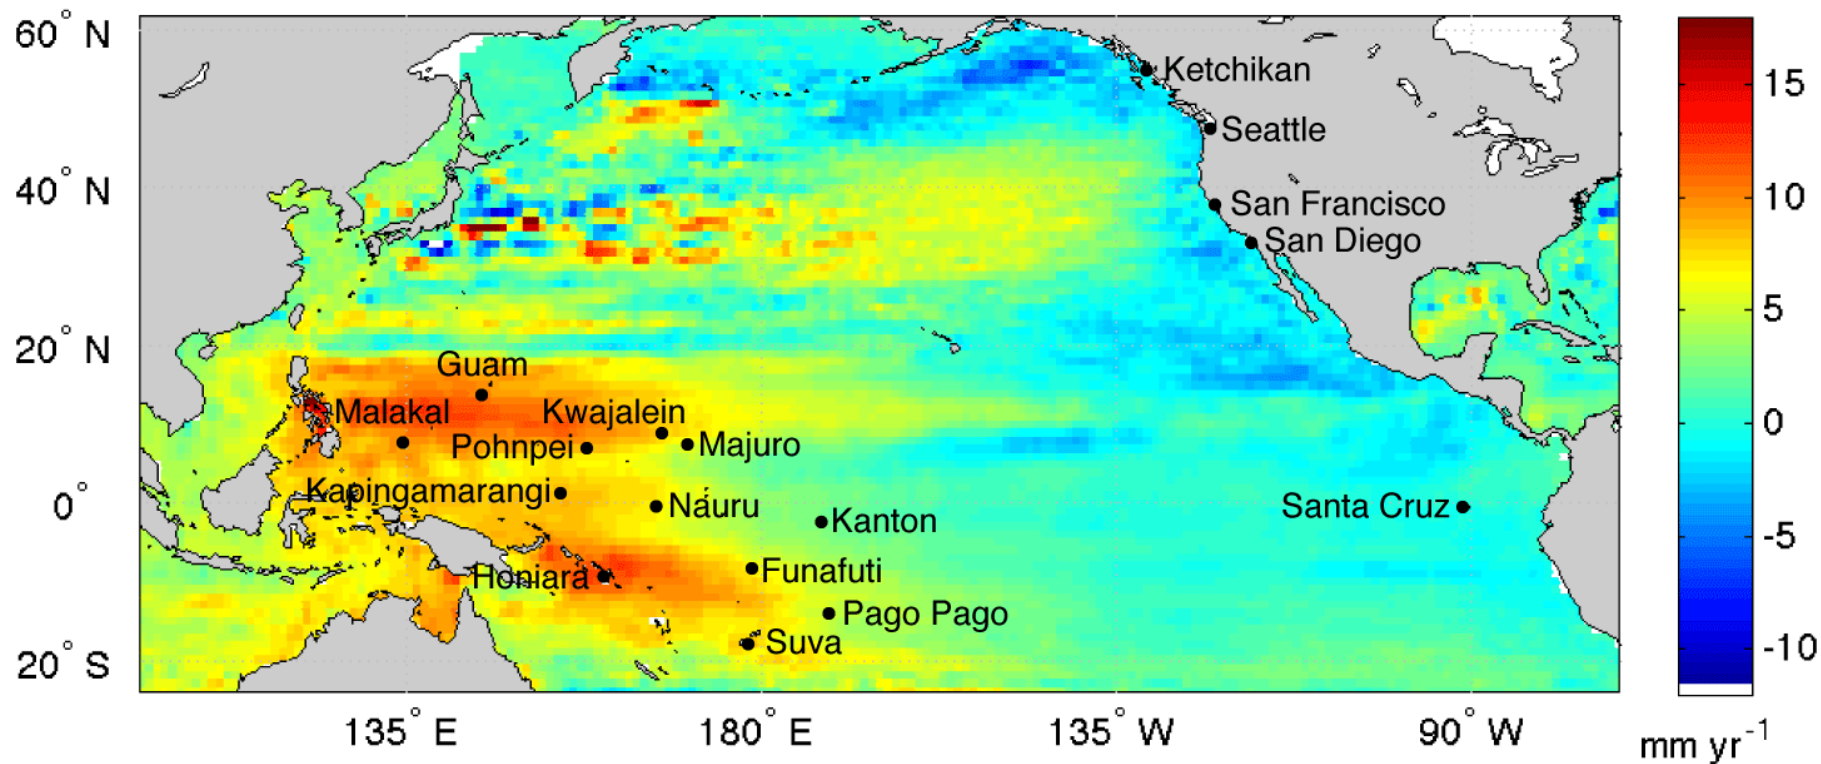 60° N
40° N
20° N
0°
20° S
135° E
180° E
135° W
90° W
Ketchikan
Seattle
San Francisco
San Diego
Guam
Malakal
Kwajalein
Pohnpei
Majuro
Kapingamarangi
Nauru
Kanton
Santa Cruz
Honiara
Funafuti
Pago Pago
Suva
15
10
5
0
-5
-10
mm yr-1